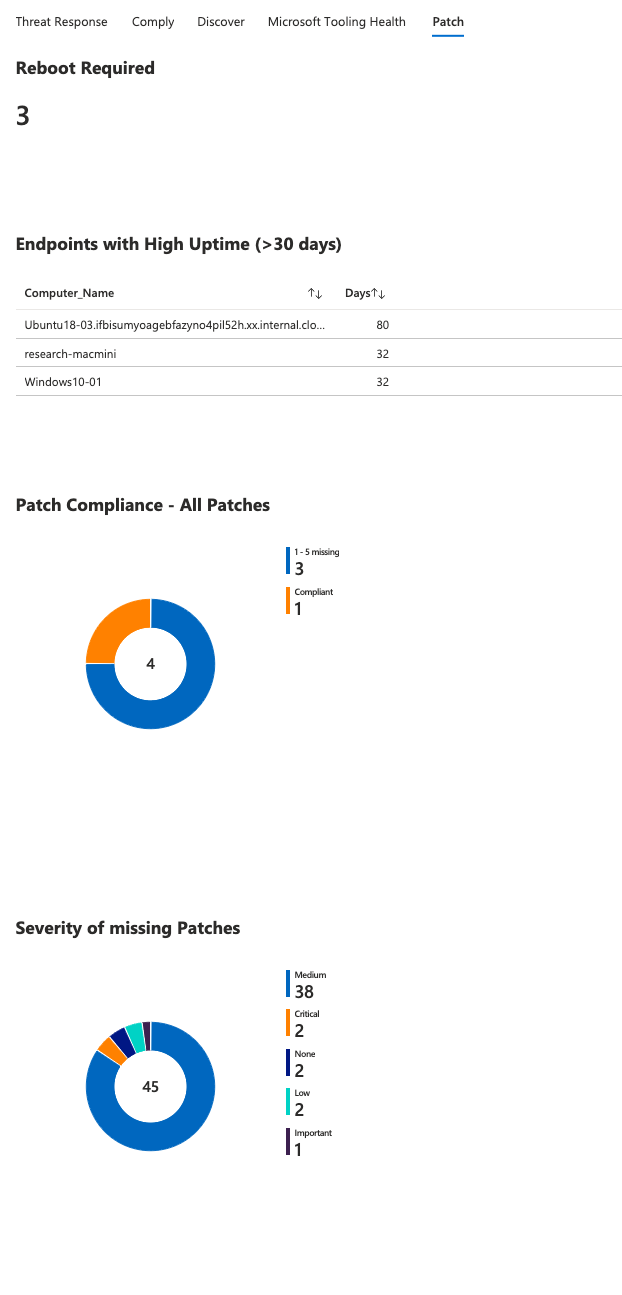 Threat Response Comply Discover Microsoft Tooling Health Patch
Reboot Required
3
Endpoints with High Uptime (>30 days)
Computer_Name ↑↓ Days↑↓
Ubuntu18-03.ifbisumyoagebfazyno4pil52h.xx.internal.clo... 80
research-macmini 32
Windows10-01 32
Patch Compliance - All Patches
1 - 5 missing
3
Compliant
1
4
Severity of missing Patches
Medium
38
Critical
2
None
2
Low
2
Important
1
45